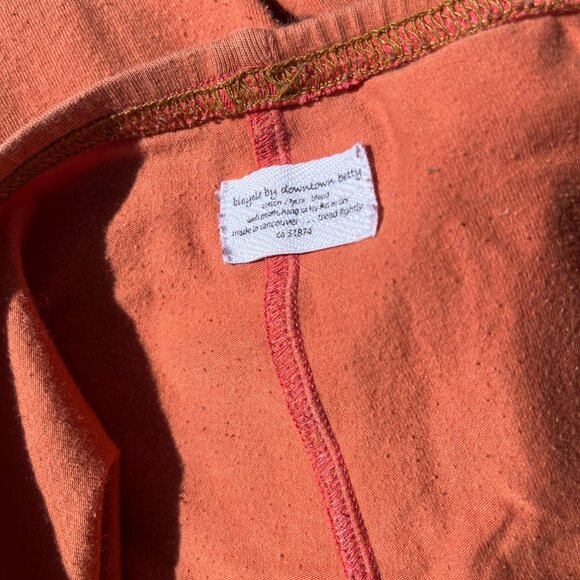 bicycle by downtown betty
cotton / lycra blend
wash warm, hang or lay flat to dry
made in vancouver . . . tread lightly
ca 51874